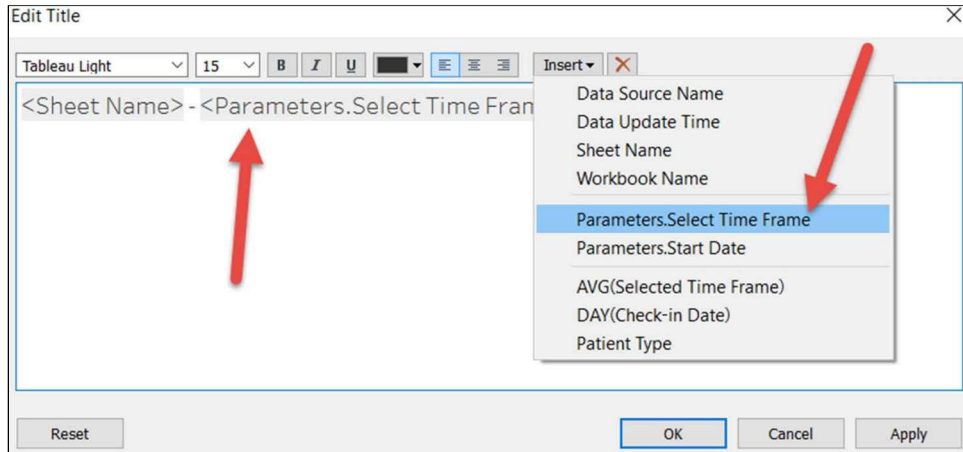 Edit Title
Tableau Light 15 B I U Insert
<Sheet Name> - <Parameters.Select Time Fram
Data Source Name
Data Update Time
Sheet Name
Workbook Name
Parameters.Select Time Frame
Parameters.Start Date
AVG(Selected Time Frame)
DAY(Check-in Date)
Patient Type
Reset OK Cancel Apply